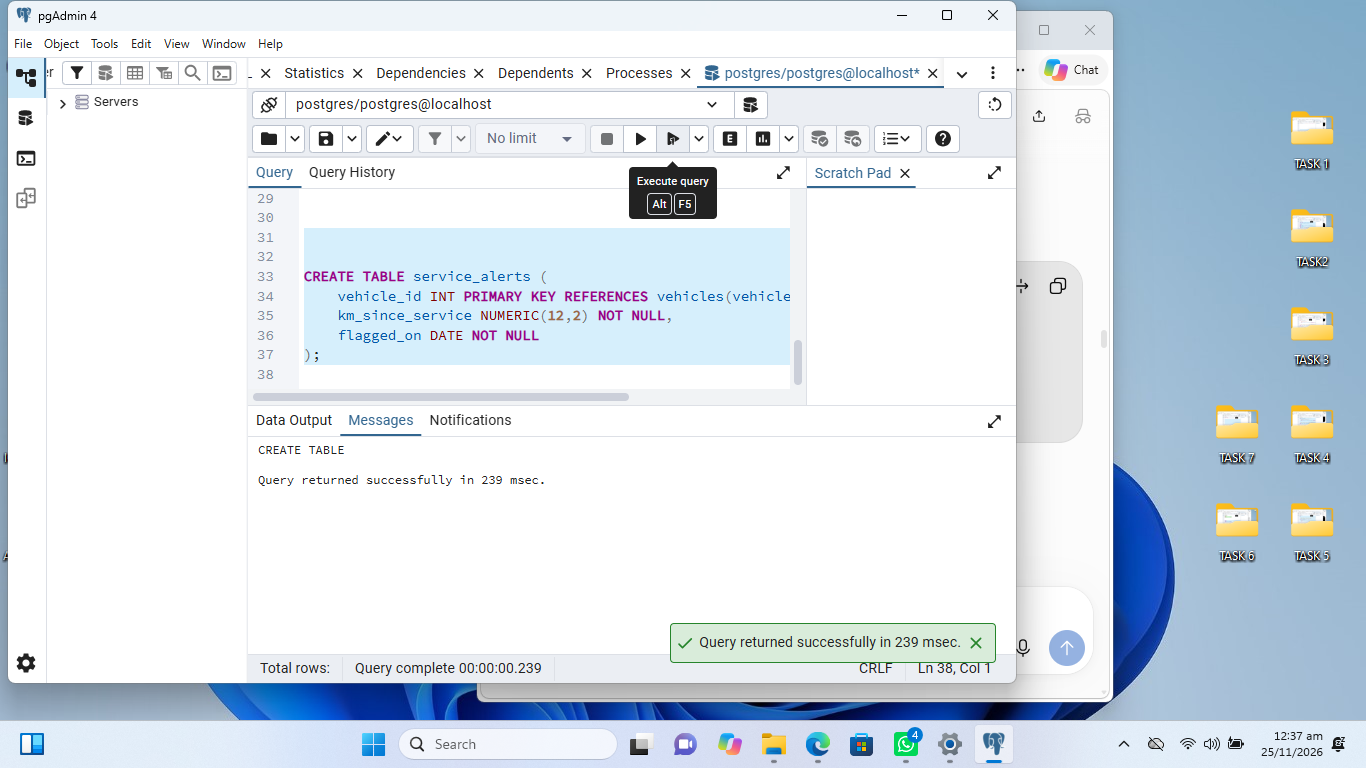 pgAdmin 4
File Object Tools Edit View Window Help
er
L Statistics Dependencies Dependents Processes postgres/postgres@localhost*
Servers
postgres/postgres@localhost
No limit
E
Query Query History
Execute query
Alt F5
Scratch Pad
29
30
31
32
33 CREATE TABLE service_alerts (
34 vehicle_id INT PRIMARY KEY REFERENCES vehicles(vehicle
35 km_since_service NUMERIC(12,2) NOT NULL,
36 flagged_on DATE NOT NULL
37 );
38
Data Output Messages Notifications
CREATE TABLE
Query returned successfully in 239 msec.
Query returned successfully in 239 msec.
Total rows: Query complete 00:00:00.239 CRLF Ln 38, Col 1
Chat
TASK 1
TASK2
TASK 3
TASK 7 TASK 4
TASK 6 TASK 5
Search
4
12:37 am
25/11/2026